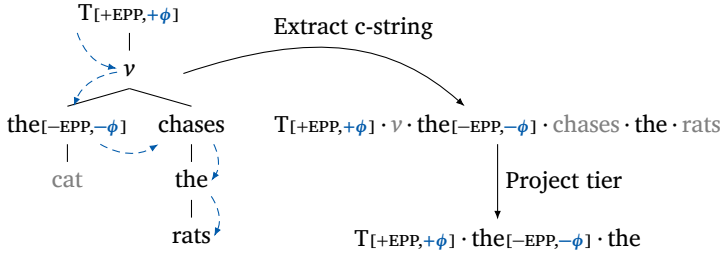 T[+EPP,+ϕ]
Extract c-string
v
the[−EPP,−ϕ] chases
T[+EPP,+ϕ] · v · the[−EPP,−ϕ] · chases · the · rats
cat
the
Project tier
rats
T[+EPP,+ϕ] · the[−EPP,−ϕ] · the